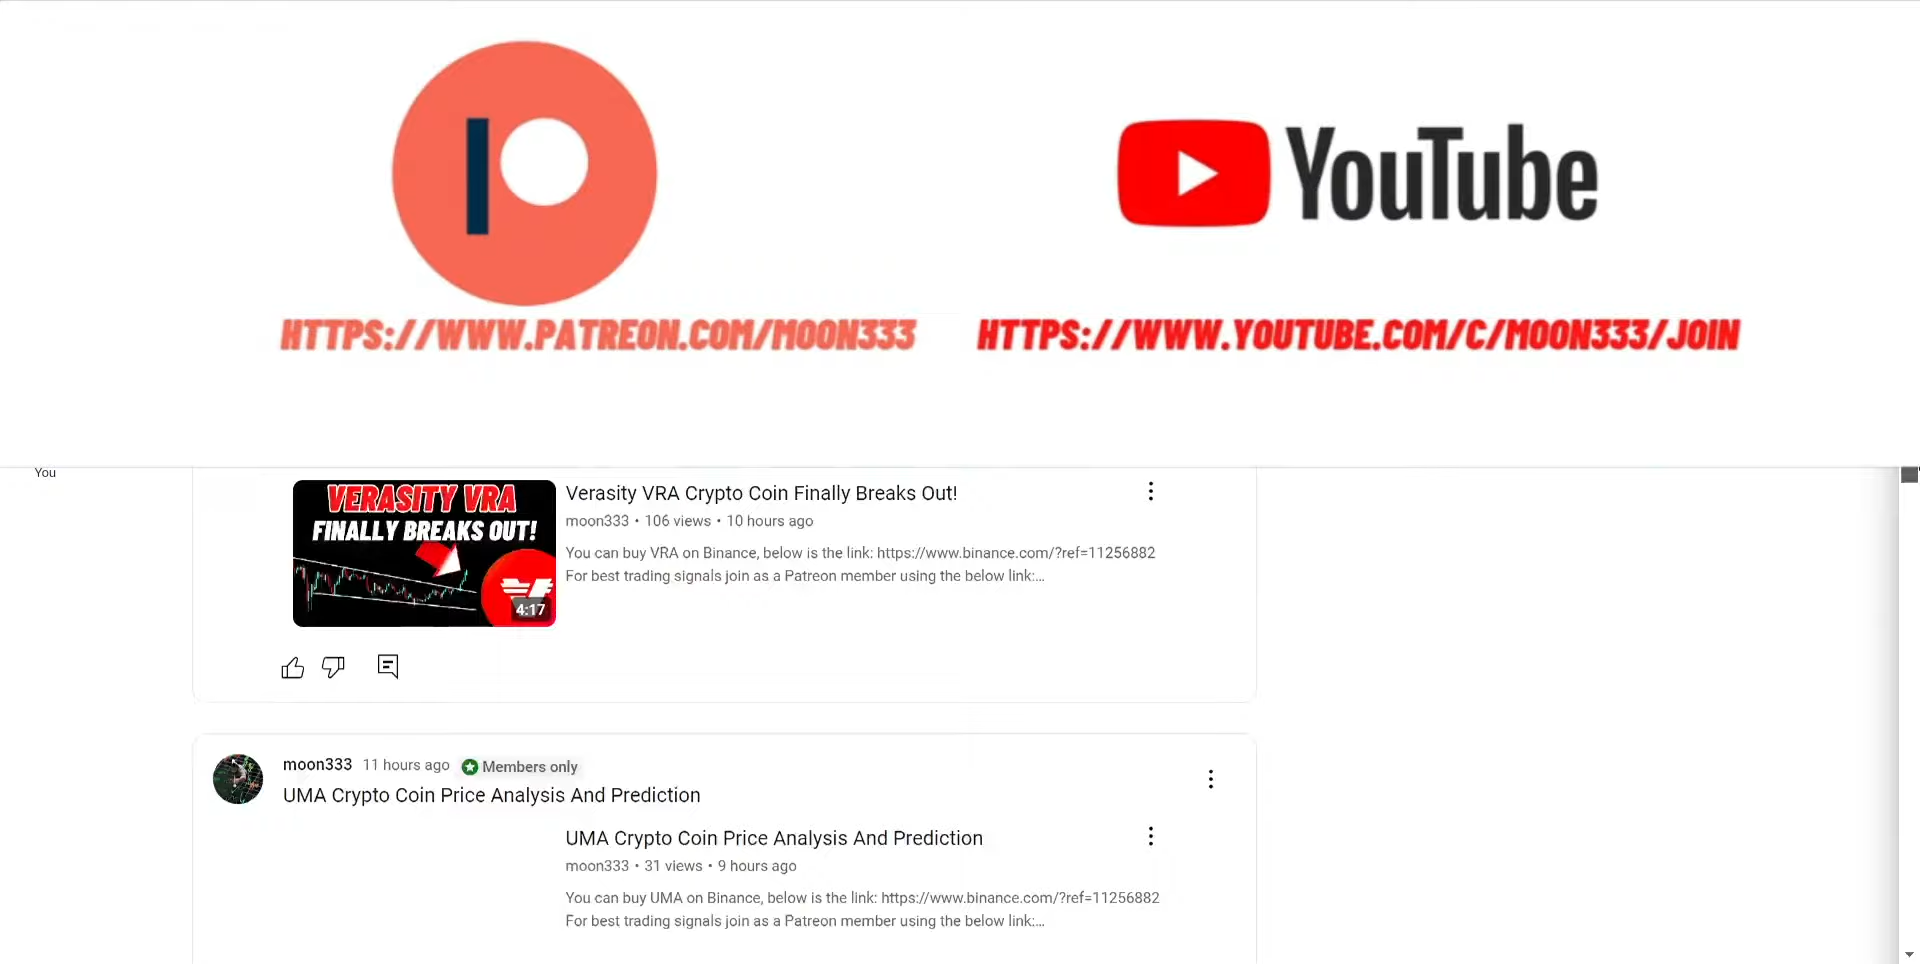 YouTube
HTTPS://WWW.PATREON.COM/MOON333
HTTPS://WWW.YOUTUBE.COM/C/MOON333/JOIN
You
VERASITY VRA
FINALLY BREAKS OUT!
4:17
Verasity VRA Crypto Coin Finally Breaks Out!
moon333 • 106 views • 10 hours ago
You can buy VRA on Binance, below is the link: https://www.binance.com/?ref=11256882
For best trading signals join as a Patreon member using the below link:...
moon333 11 hours ago Members only
UMA Crypto Coin Price Analysis And Prediction
UMA Crypto Coin Price Analysis And Prediction
moon333 • 31 views • 9 hours ago
You can buy UMA on Binance, below is the link: https://www.binance.com/?ref=11256882
For best trading signals join as a Patreon member using the below link:...